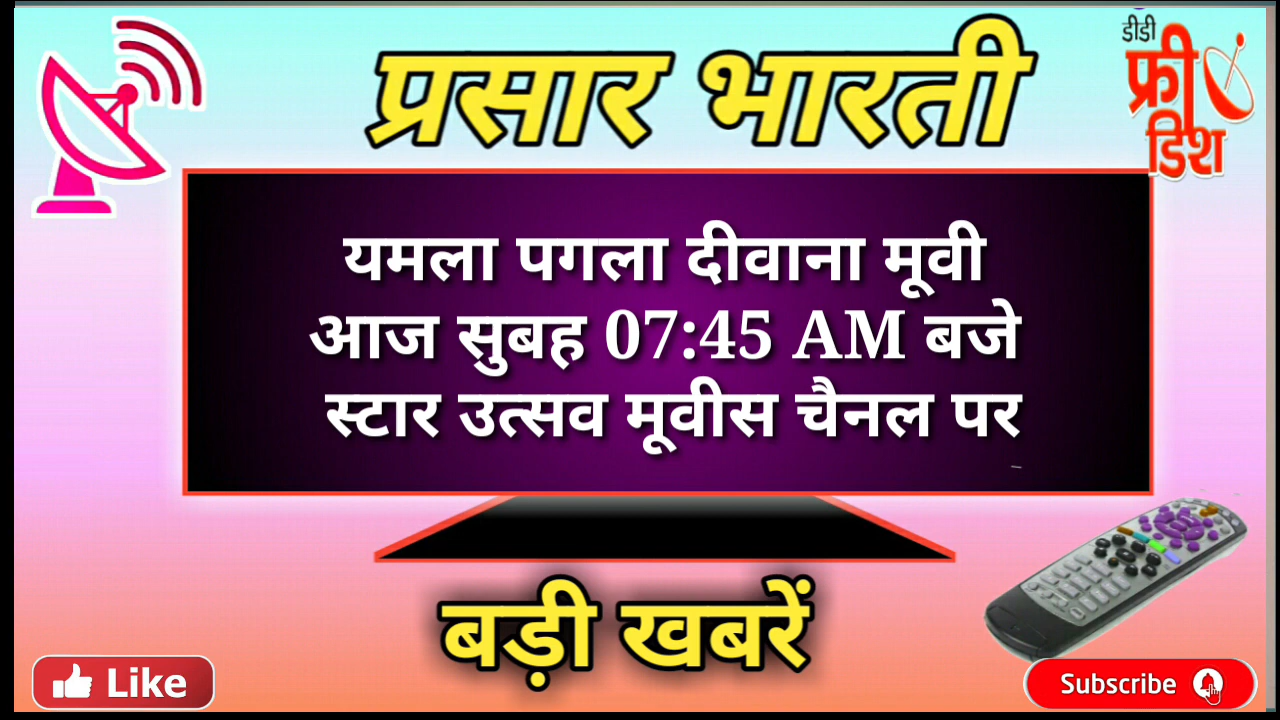 डीडी
फ्री
डिश
प्रसार भारती
यमला पगला दीवाना मूवी
आज सुबह 07:45 AM बजे
स्टार उत्सव मूवीस चैनल पर
बड़ी खबरें
Like
Subscribe